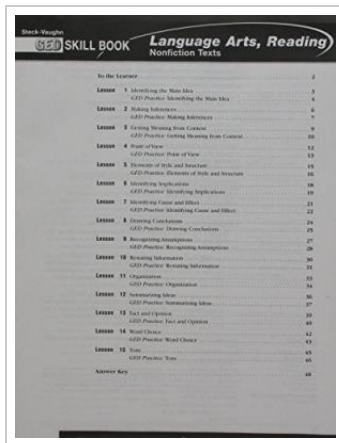 Steck-Vaughn
GED SKILL BOOK
Language Arts, Reading
Nonfiction Texts
To the Learner 2
Lesson 1 Identifying the Main Idea 3
GED Practice: Identifying the Main Idea 4
Lesson 2 Making Inferences 6
GED Practice: Making Inferences 7
Lesson 3 Getting Meaning from Context 9
GED Practice: Getting Meaning from Context 10
Lesson 4 Point of View 12
GED Practice: Point of View 13
Lesson 5 Elements of Style and Structure 15
GED Practice: Elements of Style and Structure 16
Lesson 6 Identifying Implications 18
GED Practice: Identifying Implications 19
Lesson 7 Identifying Cause and Effect 21
GED Practice: Identifying Cause and Effect 22
Lesson 8 Drawing Conclusions 24
GED Practice: Drawing Conclusions 25
Lesson 9 Recognizing Assumptions 27
GED Practice: Recognizing Assumptions 28
Lesson 10 Restating Information 30
GED Practice: Restating Information 31
Lesson 11 Organization 33
GED Practice: Organization 34
Lesson 12 Summarizing Ideas 36
GED Practice: Summarizing Ideas 37
Lesson 13 Fact and Opinion 39
GED Practice: Fact and Opinion 40
Lesson 14 Word Choice 42
GED Practice: Word Choice 43
Lesson 15 Tone 45
GED Practice: Tone 46
Answer Key 48